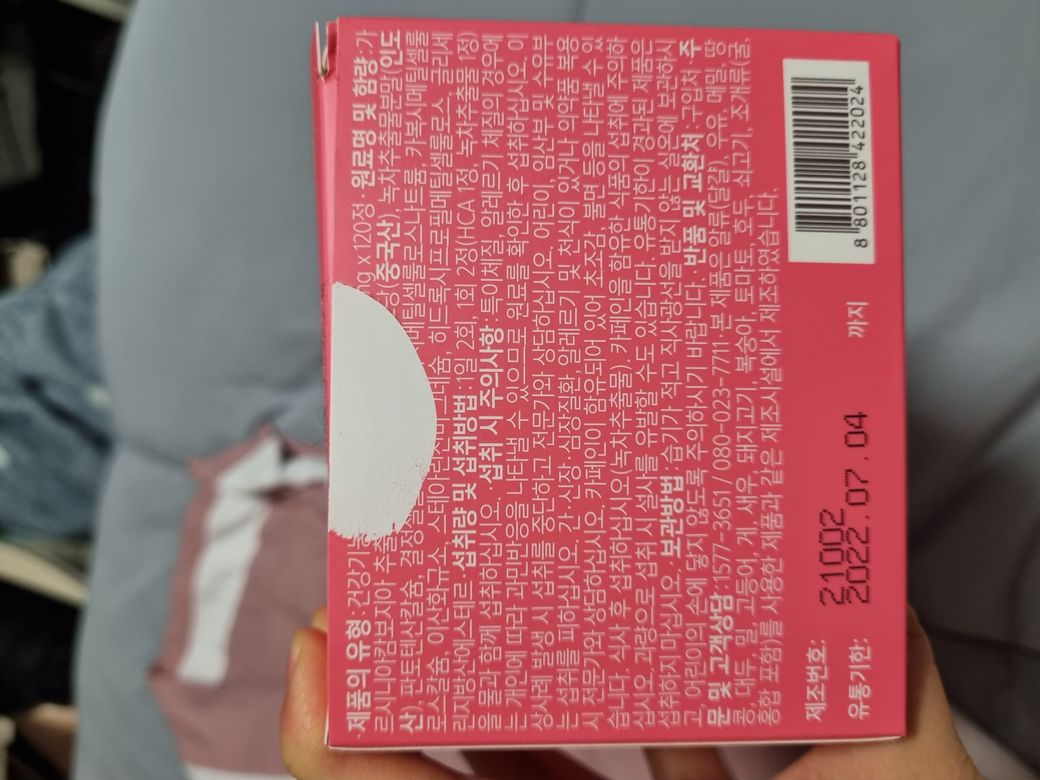 ·제품의 유형:건강기 x 120정 ·원료명 및 함량:가
르시니아캄보지아 추출 (중국산), 녹차추출물분말(인도
산), 판토테산칼슘, 결정셀룰 메틸셀룰로스나트륨, 카복시메틸셀룰
로스칼슘, 이산화규소, 스테아린산마그네슘, 히드록시프로필메틸셀룰로스, 글리세
린지방산에스테르 ·섭취량 및 섭취방법:1일 2회, 1회 2정(HCA 1정, 녹차추출물 1정)
을 물과 함께 섭취하십시오. ·섭취 시 주의사항: 특이체질, 알레르기 체질의 경우에
는 개인에 따라 과민반응을 나타낼 수 있으므로 원료를 확인한 후 섭취하십시오. 이
상사례 발생 시 섭취를 중단하고 전문가와 상담하십시오. 어린이, 임산부 및 수유부
는 섭취를 피하십시오. 간·신장·심장질환, 알레르기 및 천식이 있거나 의약품 복용
시 전문가와 상담하십시오. 카페인이 함유되어 있어 초조감, 불면 등을 나타낼 수 있
습니다. 식사 후 섭취하십시오(녹차추출물). 카페인을 함유한 식품의 섭취에 주의하
십시오. 과량으로 섭취 시 설사를 유발할 수도 있습니다. 유통기한이 경과된 제품은
섭취하지 마십시오. ·보관방법:습기가 적고 직사광선을 받지 않는 실온에 보관하시
고, 어린이의 손에 닿지 않도록 주의하시기 바랍니다. ·반품 및 교환처:구입처 ·주
문 및 고객상담:1577-3651 / 080-023-7711·본 제품은 알류(달걀), 우유, 메밀, 땅
콩, 대두, 밀, 고등어, 게, 새우, 돼지고기, 복숭아, 토마토, 호두, 쇠고기, 조개류(굴,
홍합 포함)를 사용한 제품과 같은 제조시설에서 제조하였습니다.
제조번호: 21002
유통기한: 2022.07.04 까지
8 801128 422024